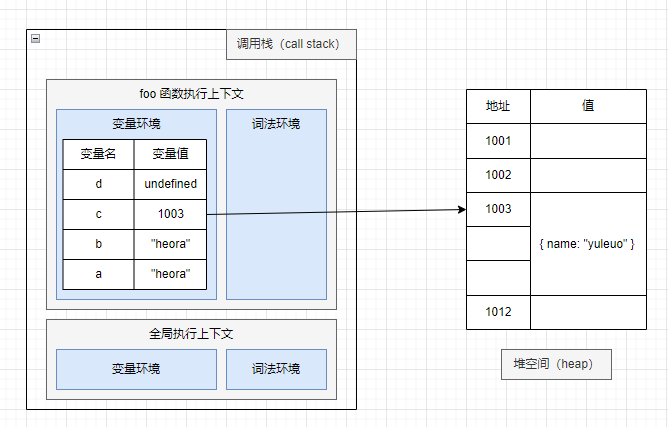 调用栈（call stack）
foo 函数执行上下文
变量环境
词法环境
变量名 变量值
d undefined
c 1003
b "heora"
a "heora"
全局执行上下文
变量环境
词法环境
地址 值
1001
1002
1003
{ name: "yuleuo" }
1012
堆空间（heap）